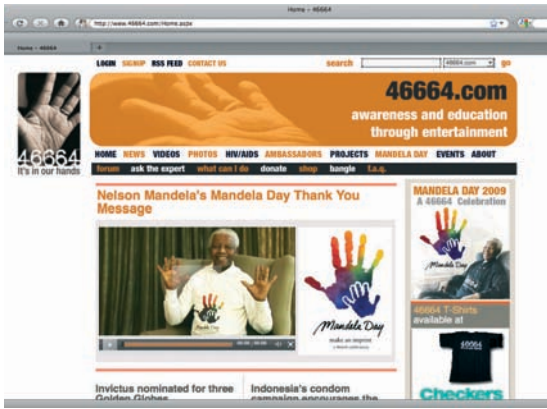 Home - 46664
http://www.46664.com/Home.aspx
Home - 46664
LOGIN SIGNUP RSS FEED CONTACT US
search
46664.com
go
46664
It's in our hands
46664.com
awareness and education
through entertainment
HOME NEWS VIDEOS PHOTOS HIV/AIDS AMBASSADORS PROJECTS MANDELA DAY EVENTS ABOUT
forum ask the expert what can i do donate shop bangle f.a.q.
Nelson Mandela's Mandela Day Thank You
Message
Mandela Day
make an imprint
Invictus nominated for three
Golden Globes
Indonesia's condom
campaign encourages the
MANDELA DAY 2009
A 46664 Celebration
Mandela Day
46664 T-Shirts
available at
46664
Checkers